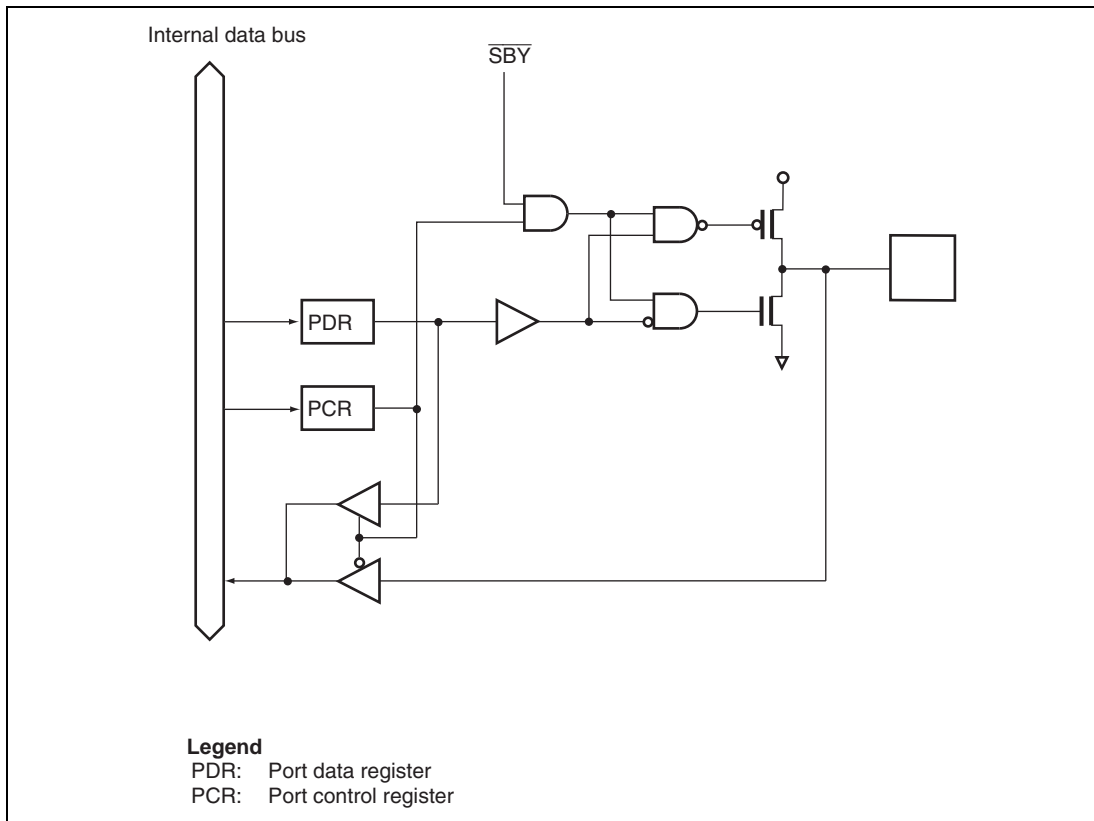 Internal data bus
SBY
PDR
PCR
Legend
PDR: Port data register
PCR: Port control register